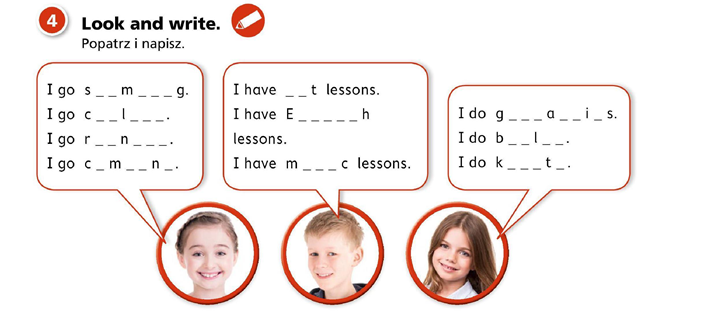 4 Look and write.
Popatrz i napisz.
I go s _ _ m _ _ _ g.
I go c _ _ l _ _ _.
I go r _ _ n _ _ _.
I go c _ m _ _ n _.
I have _ _ t lessons.
I have E _ _ _ _ _ h
lessons.
I have m _ _ _ c lessons.
I do g _ _ _ a _ _ i _ s.
I do b _ _ l _ _.
I do k _ _ _ t _.